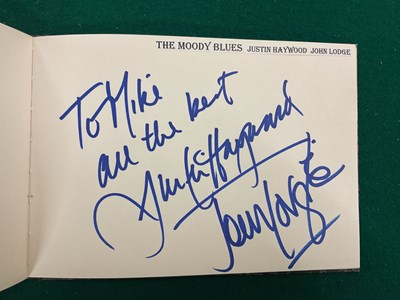 THE MOODY BLUES JUSTIN HAYWOOD JOHN LODGE
To Mike
all the best
Justin Hayward
John Lodge